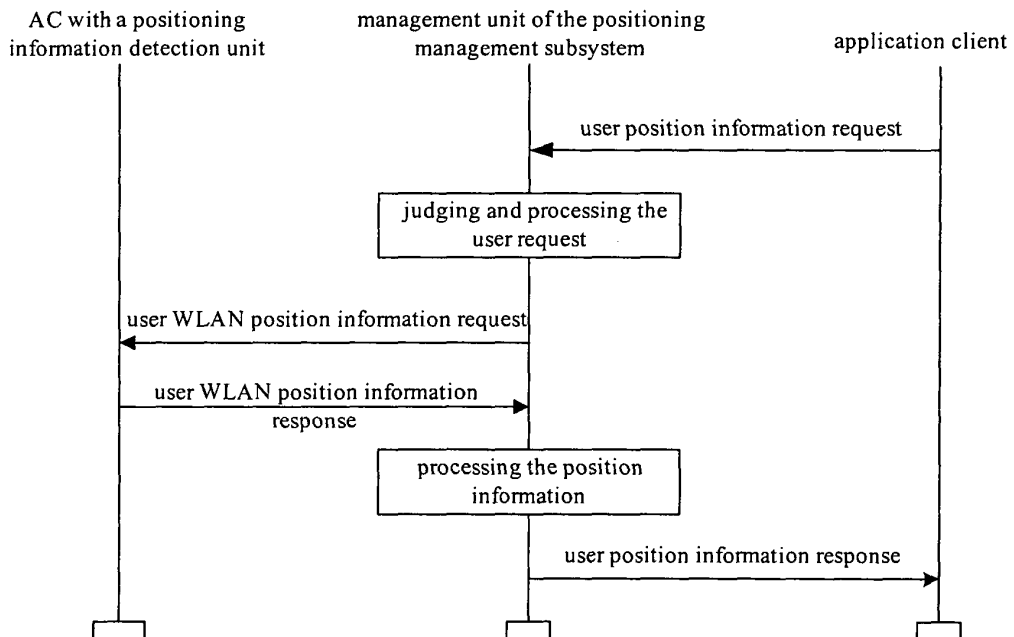 AC with a positioning
information detection unit
management unit of the positioning
management subsystem
application client
user position information request
judging and processing the
user request
user WLAN position information request
user WLAN position information
response
processing the position
information
user position information response